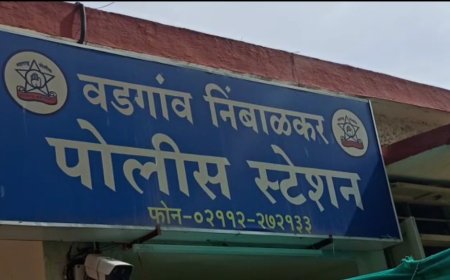 वडगांव निंबाळकर
पोलीस स्टेशन
फोन-०२११२-२७२१३३